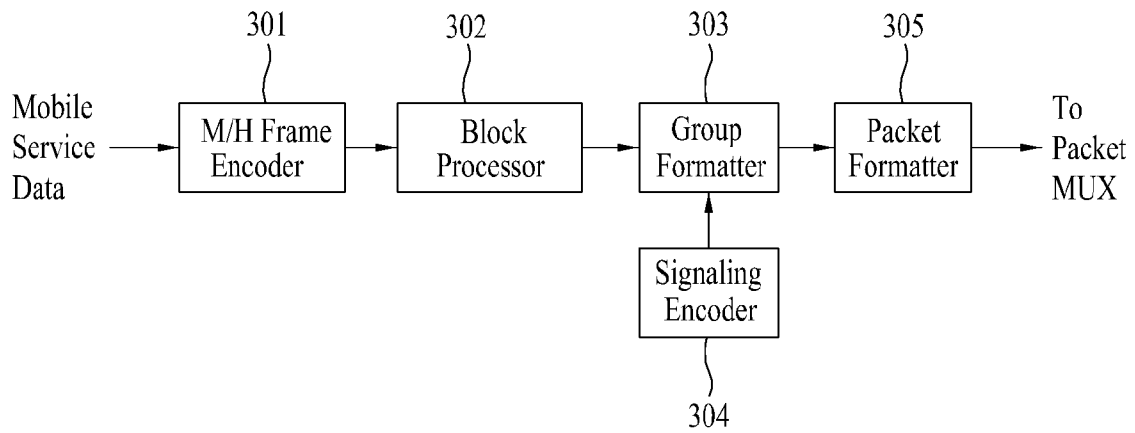 301
302
303
305
Mobile
Service
Data
M/H Frame
Encoder
Block
Processor
Group
Formatter
Packet
Formatter
To
Packet
MUX
Signaling
Encoder
304